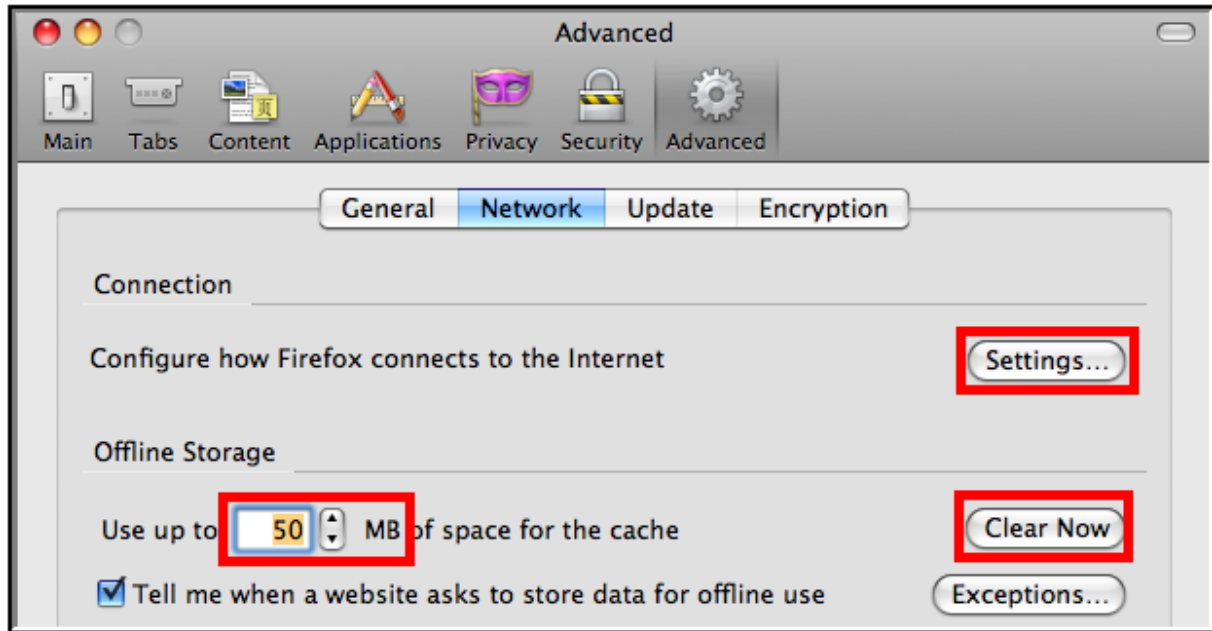 Advanced
Main Tabs Content Applications Privacy Security Advanced
General Network Update Encryption
Connection
Configure how Firefox connects to the Internet Settings...
Offline Storage
Use up to 50 MB of space for the cache Clear Now
Tell me when a website asks to store data for offline use Exceptions...